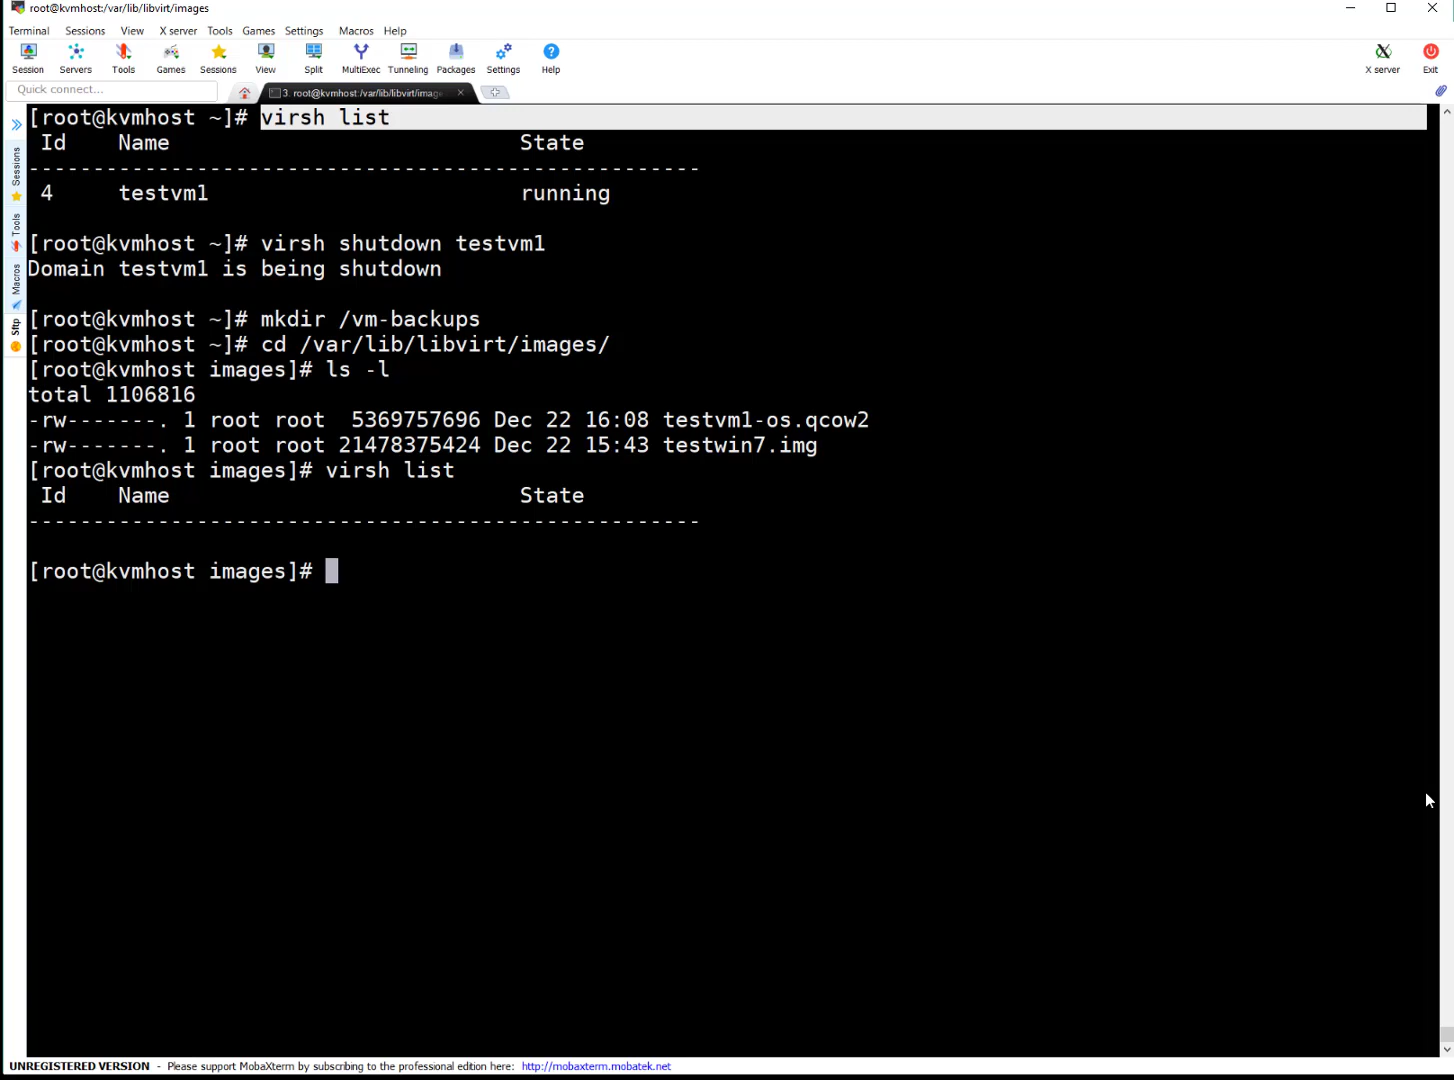 root@kvmhost:/var/lib/libvirt/images
Terminal Sessions View X server Tools Games Settings Macros Help
Session Servers Tools Games Sessions View Split MultiExec Tunneling Packages Settings Help X server Exit
Quick connect...
3. root@kvmhost:/var/lib/libvirt/imag
Sessions
Tools
Macros
Sftp
[root@kvmhost ~]# virsh list
 Id    Name                           State
----------------------------------------------------
 4     testvm1                        running
[root@kvmhost ~]# virsh shutdown testvm1
Domain testvm1 is being shutdown
[root@kvmhost ~]# mkdir /vm-backups
[root@kvmhost ~]# cd /var/lib/libvirt/images/
[root@kvmhost images]# ls -l
total 1106816
-rw-------. 1 root root  5369757696 Dec 22 16:08 testvm1-os.qcow2
-rw-------. 1 root root 21478375424 Dec 22 15:43 testwin7.img
[root@kvmhost images]# virsh list
 Id    Name                           State
----------------------------------------------------
[root@kvmhost images]#
UNREGISTERED VERSION - Please support MobaXterm by subscribing to the professional edition here: http://mobaxterm.mobatek.net